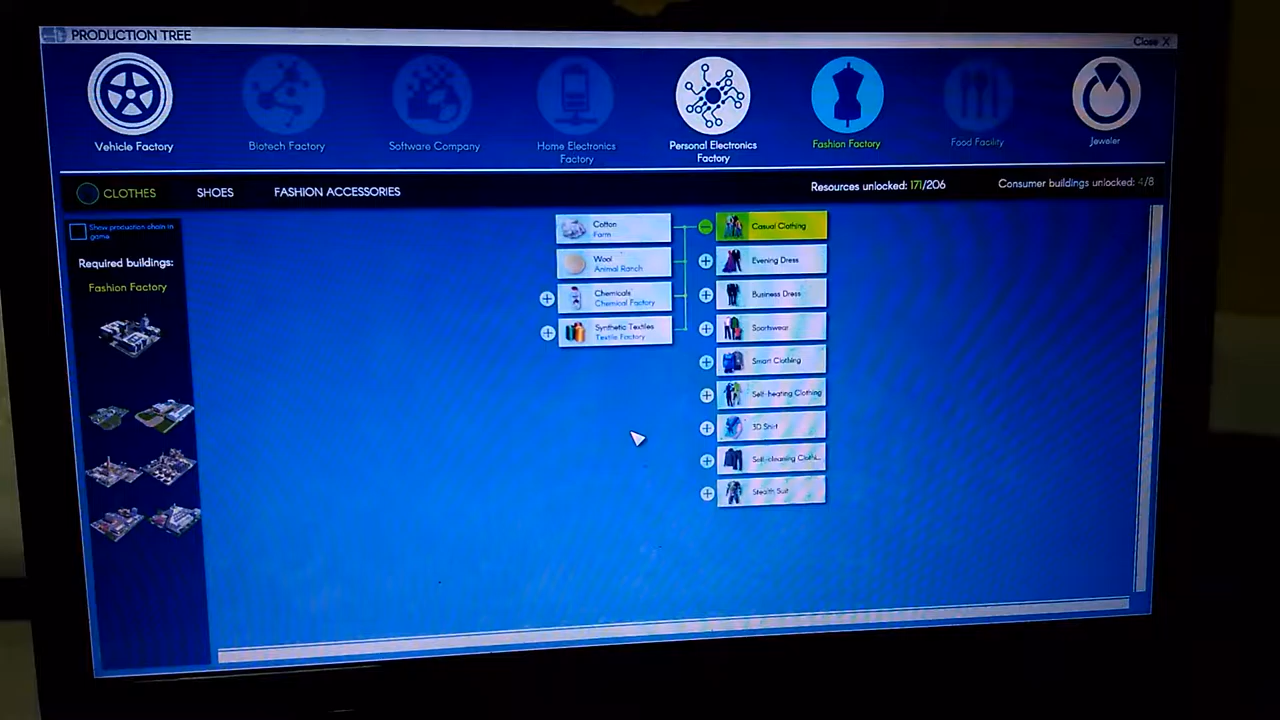 PRODUCTION TREE
Close X
Vehicle Factory
Biotech Factory
Software Company
Home Electronics
Factory
Personal Electronics
Factory
Fashion Factory
Food Facility
Jeweler
CLOTHES
SHOES
FASHION ACCESSORIES
Resources unlocked: 171/206
Consumer buildings unlocked: 4/8
Show production chain in
game
Required buildings:
Fashion Factory
Cotton
Farm
Wool
Animal Ranch
Chemicals
Chemical Factory
Synthetic Textiles
Textile Factory
Casual Clothing
Evening Dress
Business Dress
Sportswear
Smart Clothing
Self-heating Clothing
3D Shirt
Self-cleaning Clothi...
Stealth Suit